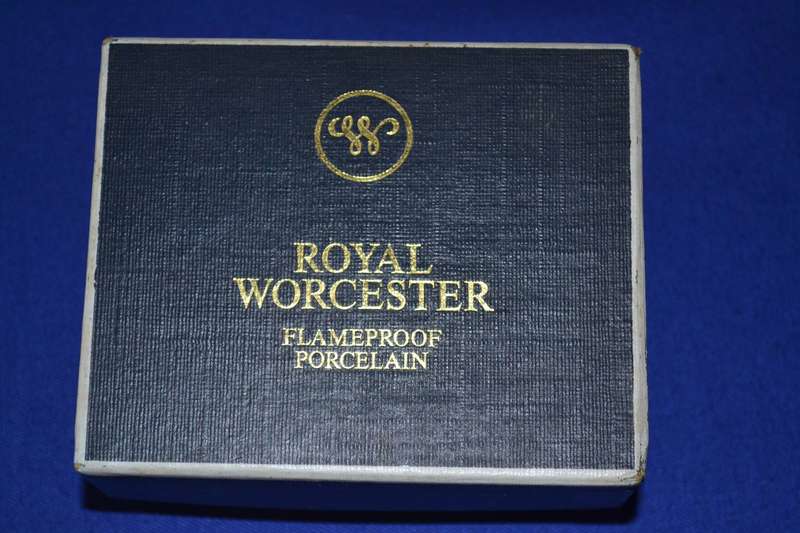 W
ROYAL
WORCESTER
FLAMEPROOF
PORCELAIN